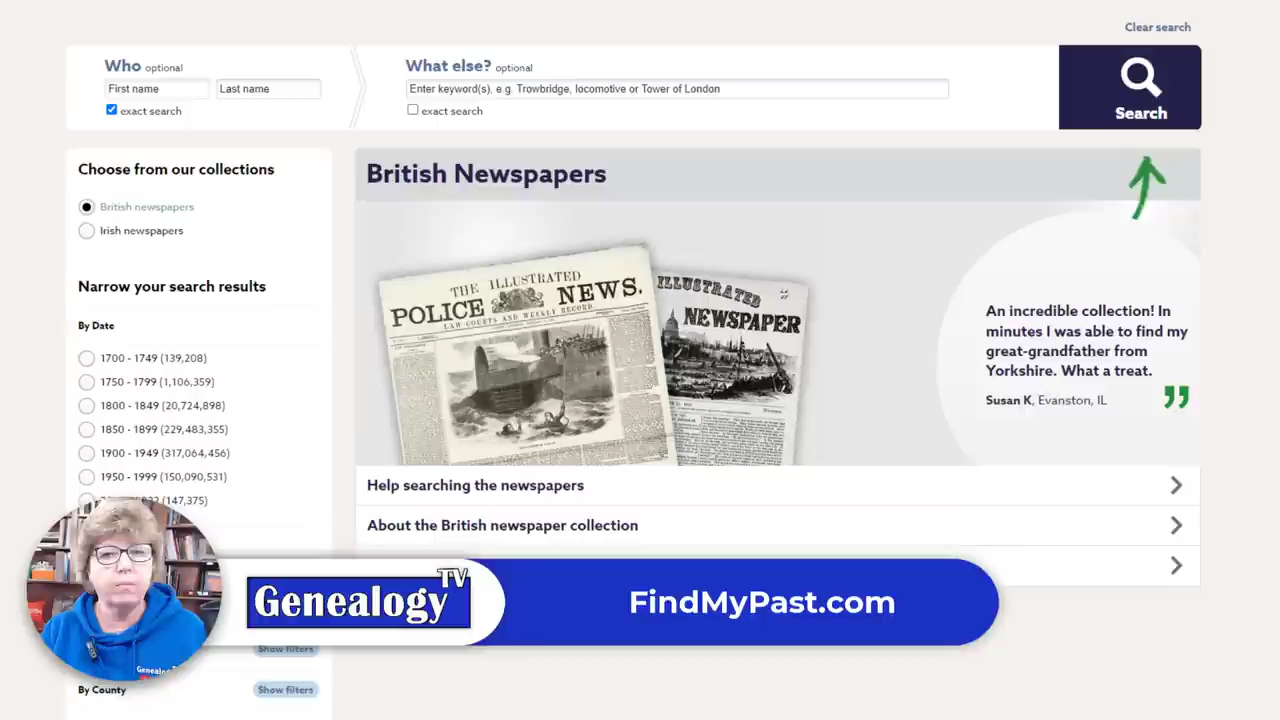 Clear search
Who optional
First name
Last name
exact search
What else? optional
Enter keyword(s), e.g. Trowbridge, locomotive or Tower of London
exact search
Search
Choose from our collections
British newspapers
Irish newspapers
Narrow your search results
By Date
1700 - 1749 (139,208)
1750 - 1799 (1,106,359)
1800 - 1849 (20,724,898)
1850 - 1899 (229,483,355)
1900 - 1949 (317,064,456)
1950 - 1999 (150,090,531)
(147,375)
Show filters
By County
Show filters
British Newspapers
THE ILLUSTRATED
POLICE NEWS.
LAW COURTS AND WEEKLY RECORD.
ILLUSTRATED
NEWSPAPER
An incredible collection! In
minutes I was able to find my
great-grandfather from
Yorkshire. What a treat.
Susan K, Evanston, IL
Help searching the newspapers
About the British newspaper collection
Genealogy TV
FindMyPast.com